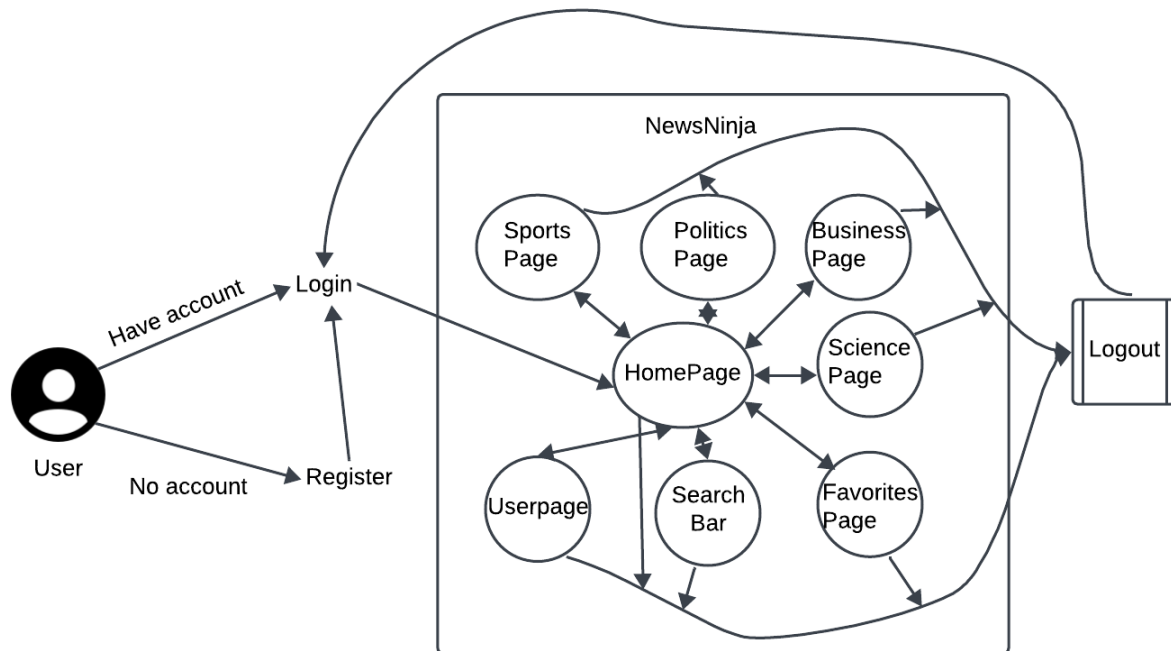 NewsNinja
Sports
Page
Politics
Page
Business
Page
Login
Have account
HomePage
Science
Page
Logout
User
No account
Register
Userpage
Search
Bar
Favorites
Page